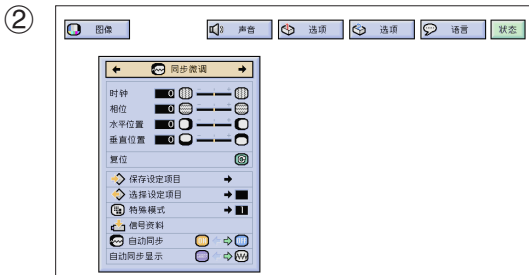 ②
图像 声音 选项 选项 语言 状态
同步微调
时钟 0
相位 0
水平位置 0
垂直位置 0
复位
保存设定项目
选择设定项目
特殊模式 1
信号资料
自动同步
自动同步显示